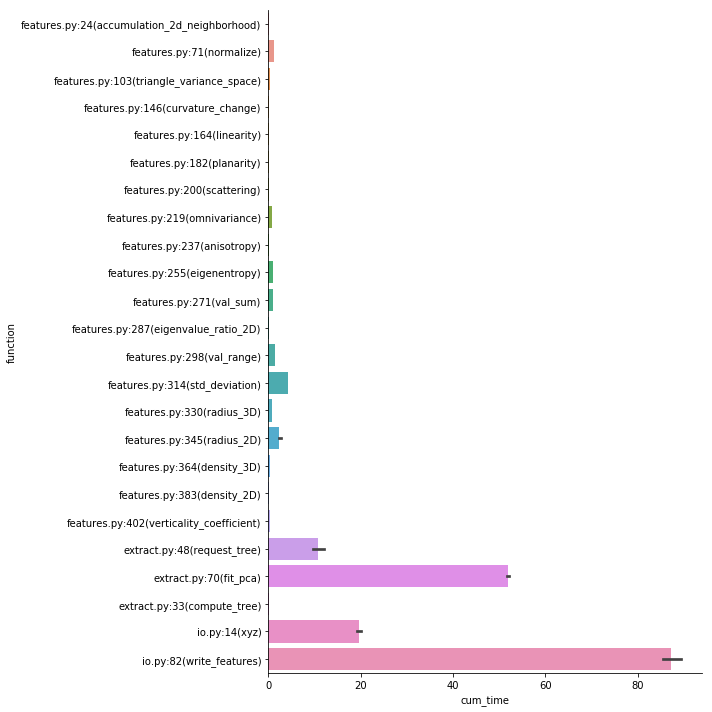 features.py:24(accumulation_2d_neighborhood)
features.py:71(normalize)
features.py:103(triangle_variance_space)
features.py:146(curvature_change)
features.py:164(linearity)
features.py:182(planarity)
features.py:200(scattering)
features.py:219(omnivariance)
features.py:237(anisotropy)
features.py:255(eigenentropy)
features.py:271(val_sum)
features.py:287(eigenvalue_ratio_2D)
function
features.py:298(val_range)
features.py:314(std_deviation)
features.py:330(radius_3D)
features.py:345(radius_2D)
features.py:364(density_3D)
features.py:383(density_2D)
features.py:402(verticality_coefficient)
extract.py:48(request_tree)
extract.py:70(fit_pca)
extract.py:33(compute_tree)
io.py:14(xyz)
io.py:82(write_features)
0 20 40 60 80
cum_time